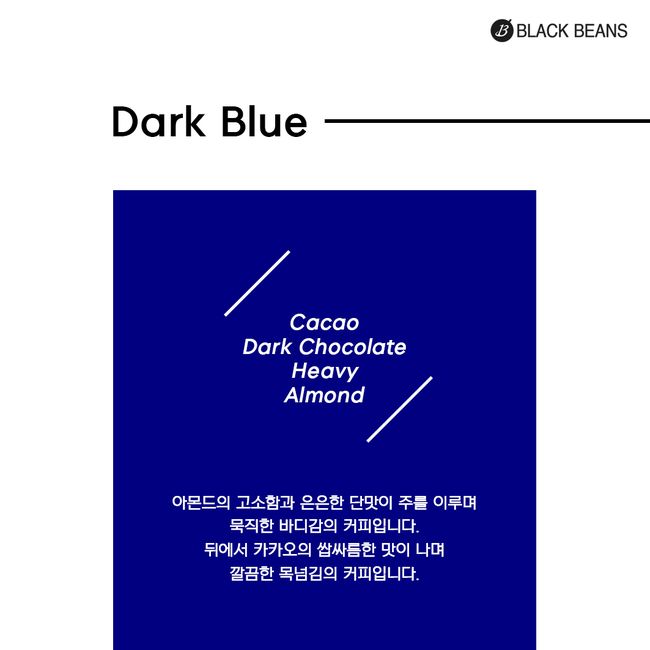 BLACK BEANS
Dark Blue
Cacao
Dark Chocolate
Heavy
Almond
아몬드의 고소함과 은은한 단맛이 주를 이루며
묵직한 바디감의 커피입니다.
뒤에서 카카오의 쌉싸름한 맛이 나며
깔끔한 목넘김의 커피입니다.